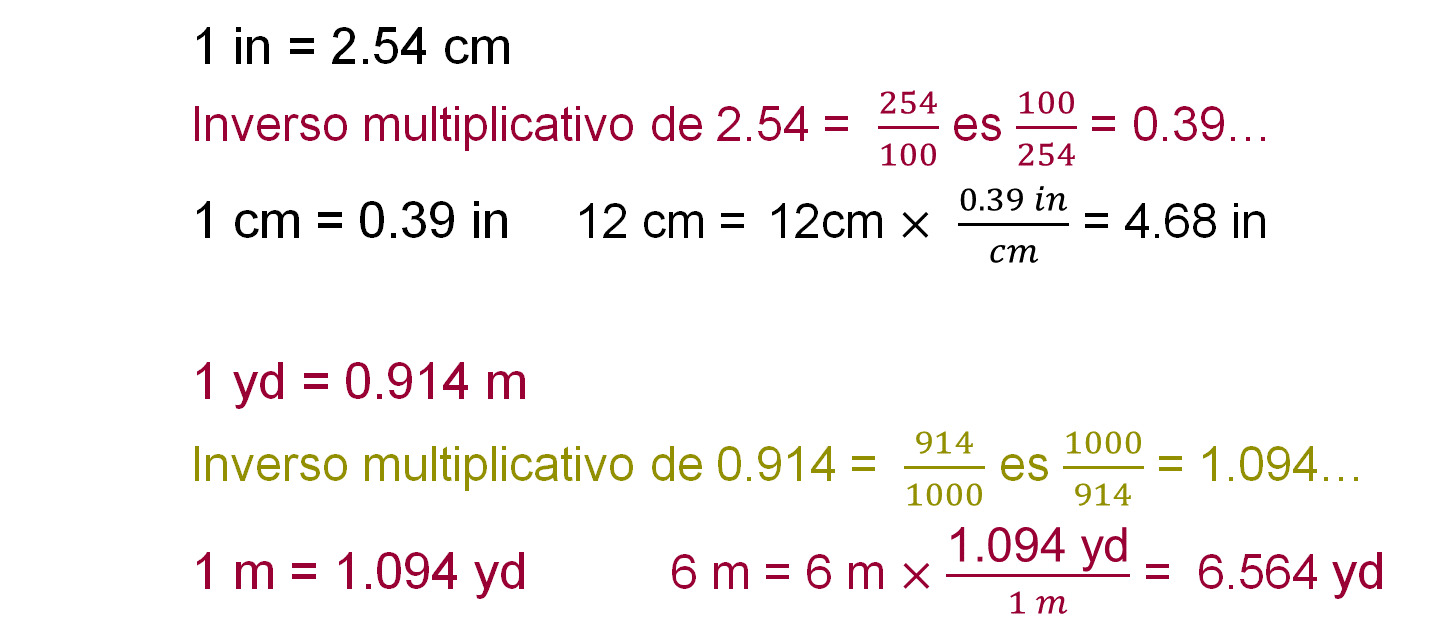 1 in = 2.54 cm
Inverso multiplicativo de 2.54 = 254/100 es 100/254 = 0.39...
1 cm = 0.39 in 12 cm = 12cm × 0.39 in/cm = 4.68 in
1 yd = 0.914 m
Inverso multiplicativo de 0.914 = 914/1000 es 1000/914 = 1.094...
1 m = 1.094 yd 6 m = 6 m × 1.094 yd/1 m = 6.564 yd